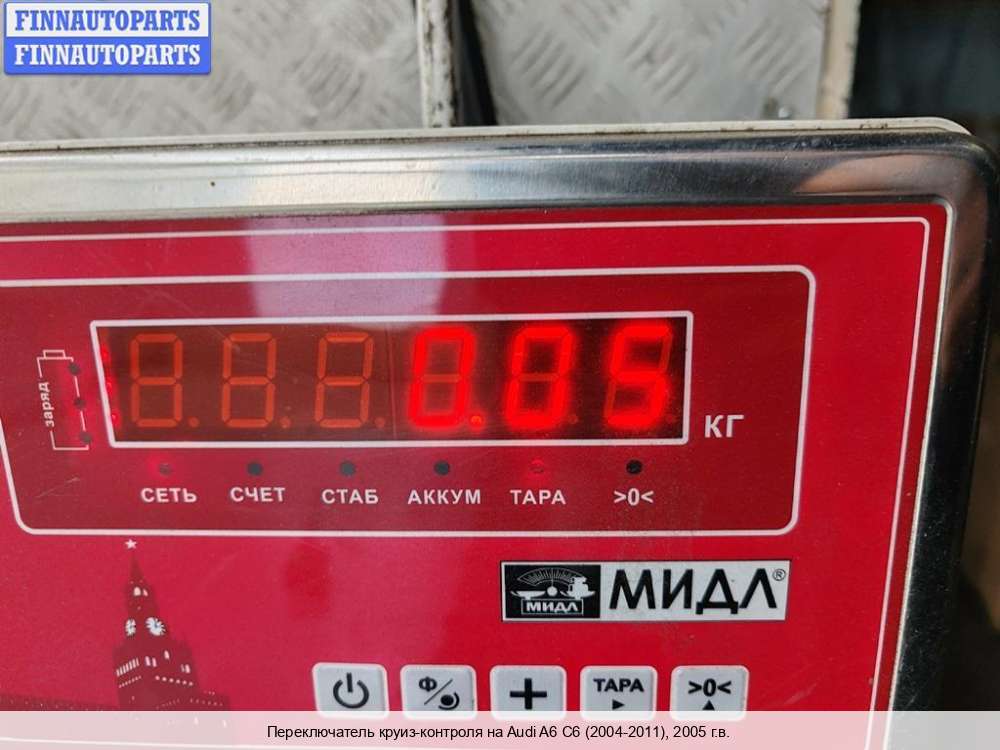 FINNAUTOPARTS
FINNAUTOPARTS
заряд
0.05
КГ
СЕТЬ СЧЕТ СТАБ АККУМ ТАРА >0<
МИДЛ
МИДЛ®
Ф
ТАРА >0<
Переключатель круиз-контроля на Audi A6 C6 (2004-2011), 2005 г.в.